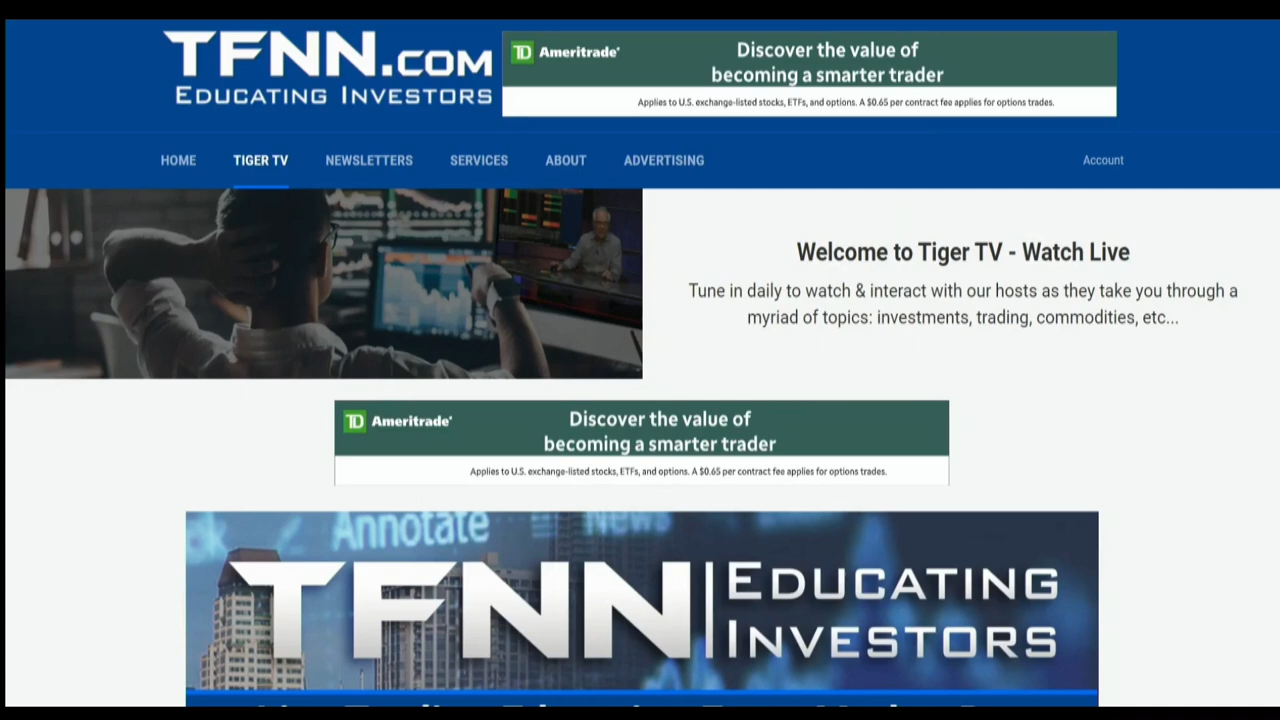 TFNN.COM
EDUCATING INVESTORS
TD Ameritrade
Discover the value of
becoming a smarter trader
Applies to U.S. exchange-listed stocks, ETFs, and options. A $0.65 per contract fee applies for options trades.
HOME TIGER TV NEWSLETTERS SERVICES ABOUT ADVERTISING Account
Welcome to Tiger TV - Watch Live
Tune in daily to watch & interact with our hosts as they take you through a
myriad of topics: investments, trading, commodities, etc...
TD Ameritrade
Discover the value of
becoming a smarter trader
Applies to U.S. exchange-listed stocks, ETFs, and options. A $0.65 per contract fee applies for options trades.
Annotate News
TFNN EDUCATING
INVESTORS